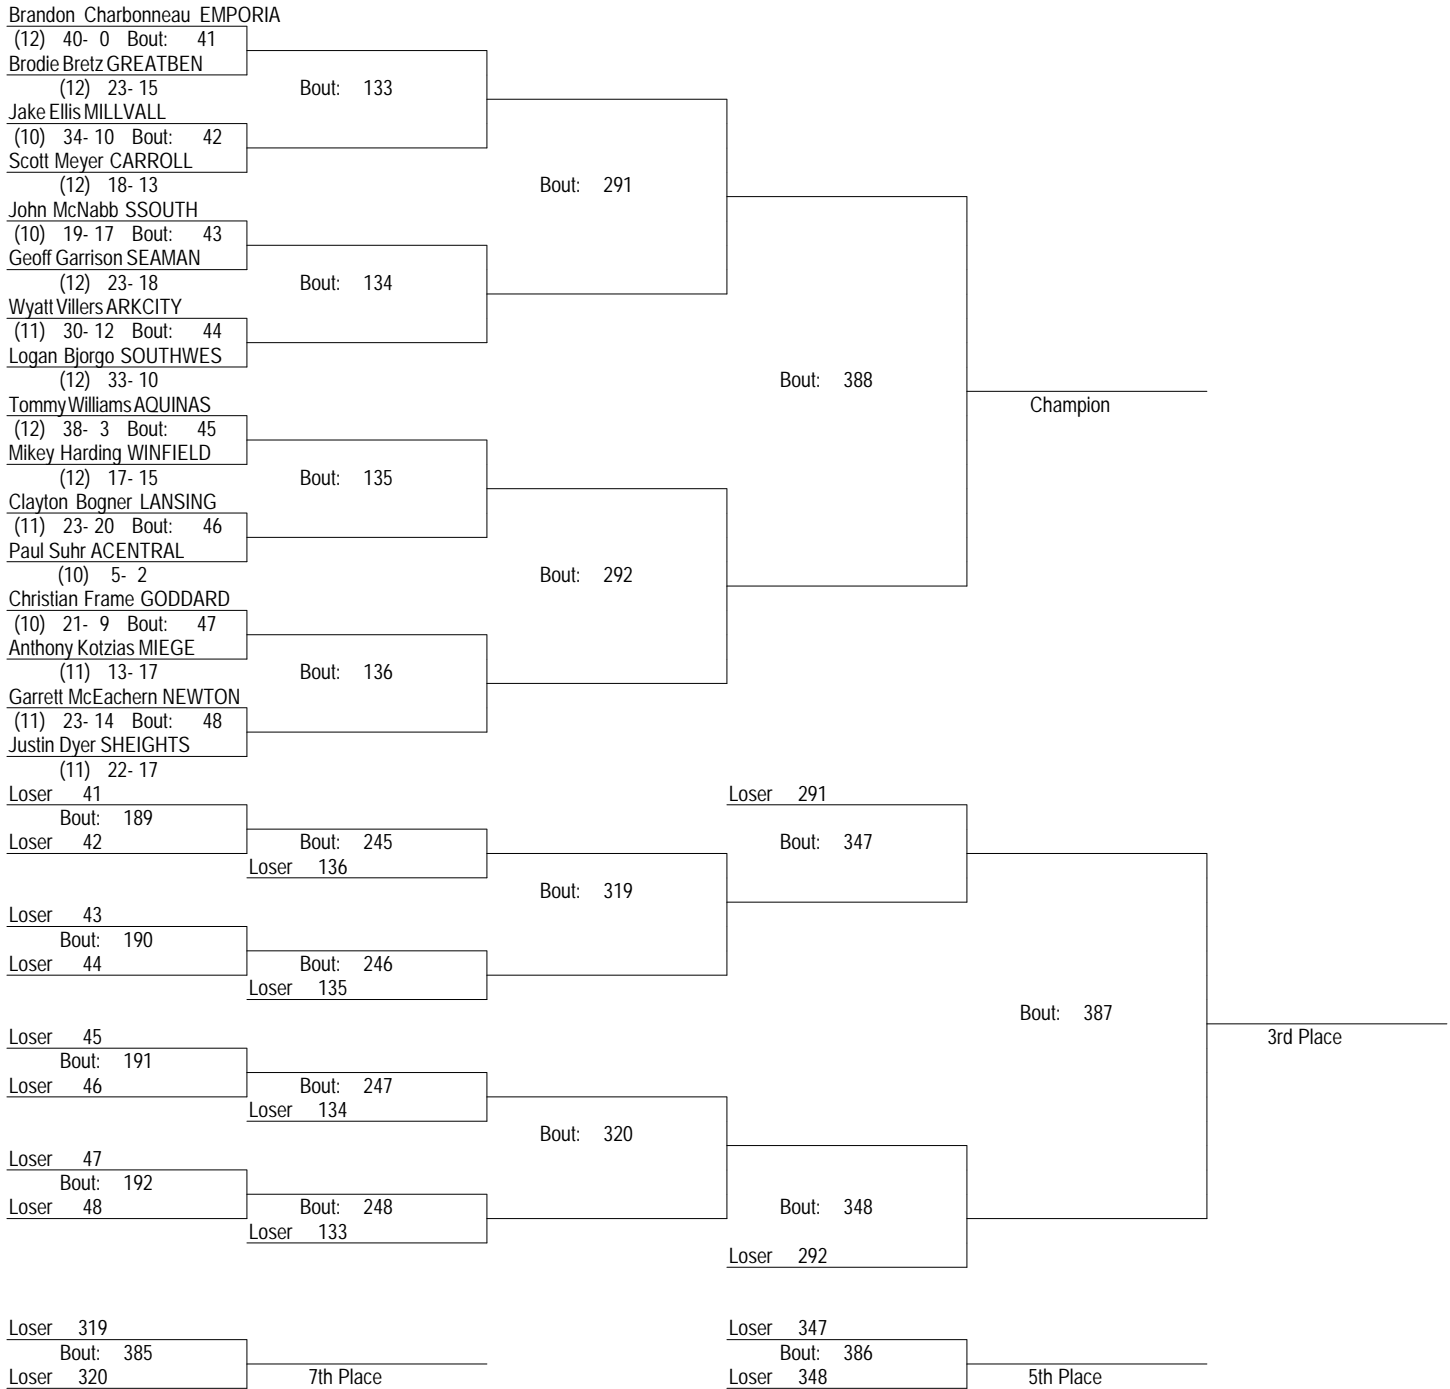 Brandon Charbonneau EMPORIA
(12) 40- 0 Bout: 41
Brodie Bretz GREATBEN
(12) 23- 15 Bout: 133
Jake Ellis MILLVALL
(10) 34- 10 Bout: 42
Scott Meyer CARROLL
(12) 18- 13 Bout: 291
John McNabb SSOUTH
(10) 19- 17 Bout: 43
Geoff Garrison SEAMAN
(12) 23- 18 Bout: 134
Wyatt Villers ARKCITY
(11) 30- 12 Bout: 44
Logan Bjorgo SOUTHWES
(12) 33- 10 Bout: 388
Tommy Williams AQUINAS Champion
(12) 38- 3 Bout: 45
Mikey Harding WINFIELD
(12) 17- 15 Bout: 135
Clayton Bogner LANSING
(11) 23- 20 Bout: 46
Paul Suhr ACENTRAL
(10) 5- 2 Bout: 292
Christian Frame GODDARD
(10) 21- 9 Bout: 47
Anthony Kotzias MIEGE
(11) 13- 17 Bout: 136
Garrett McEachern NEWTON
(11) 23- 14 Bout: 48
Justin Dyer SHEIGHTS
(11) 22- 17
Loser 41 Loser 291
Bout: 189
Loser 42 Bout: 245 Bout: 347
Loser 136
Bout: 319
Loser 43
Bout: 190
Loser 44 Bout: 246
Loser 135
Bout: 387
Loser 45 3rd Place
Bout: 191
Loser 46 Bout: 247
Loser 134
Bout: 320
Loser 47
Bout: 192
Loser 48 Bout: 248 Bout: 348
Loser 133
Loser 292
Loser 319 Loser 347
Bout: 385 Bout: 386
Loser 320 7th Place Loser 348 5th Place